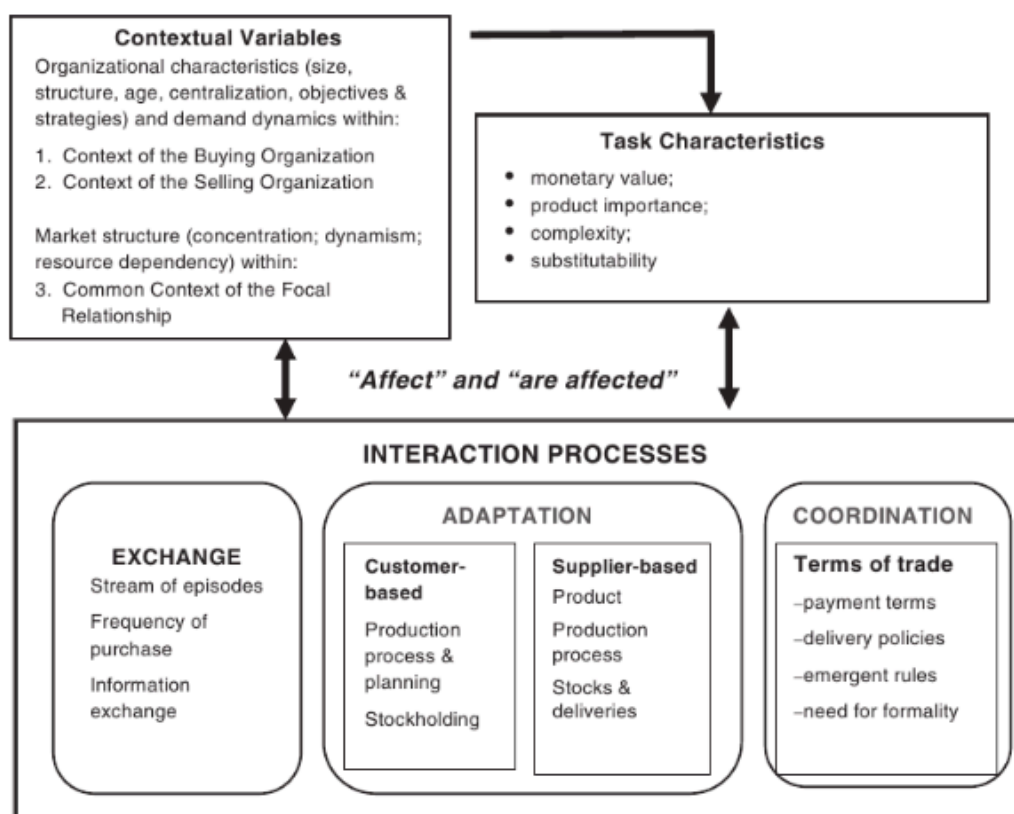 Contextual Variables
Organizational characteristics (size,
structure, age, centralization, objectives &
strategies) and demand dynamics within:
1. Context of the Buying Organization
2. Context of the Selling Organization
Market structure (concentration; dynamism;
resource dependency) within:
3. Common Context of the Focal
Relationship
Task Characteristics
• monetary value;
• product importance;
• complexity;
• substitutability
"Affect" and "are affected"
INTERACTION PROCESSES
EXCHANGE
Stream of episodes
Frequency of
purchase
Information
exchange
ADAPTATION
Customer-
based
Production
process &
planning
Stockholding
Supplier-based
Product
Production
process
Stocks &
deliveries
COORDINATION
Terms of trade
–payment terms
–delivery policies
–emergent rules
–need for formality